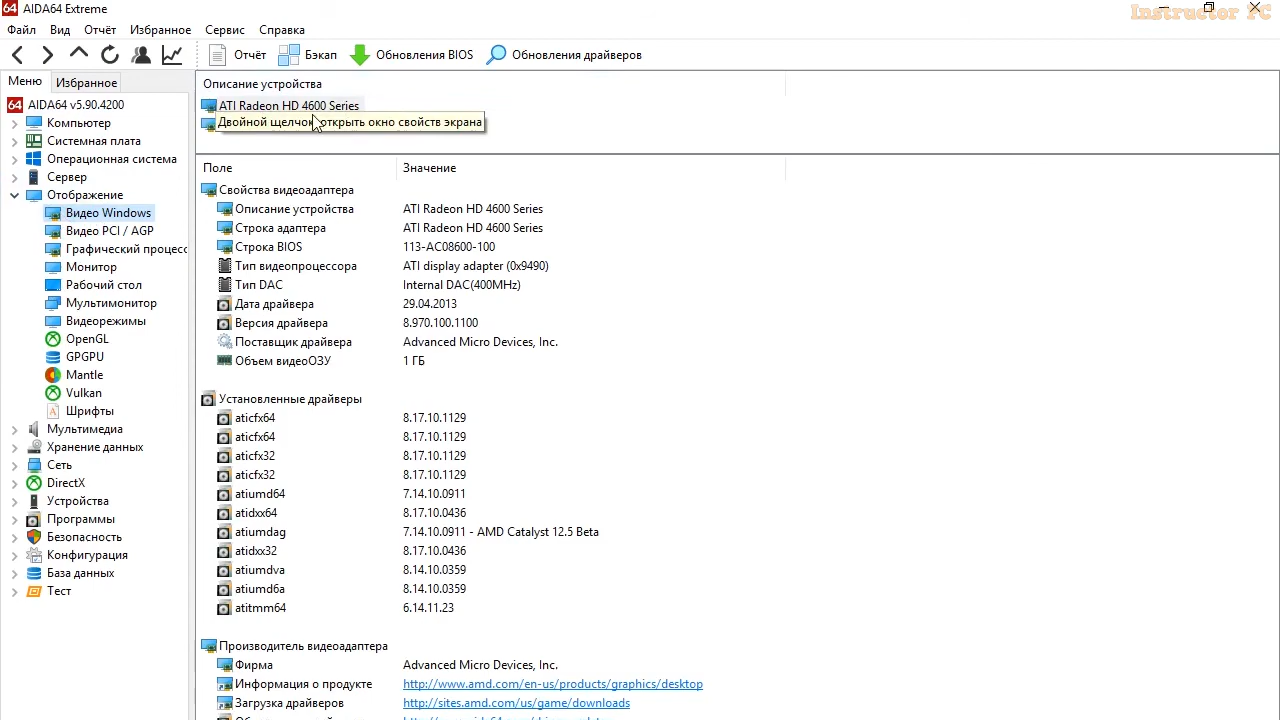 64 AIDA64 Extreme
Instructor PC
Файл Вид Отчёт Избранное Сервис Справка
Отчёт Бэкап Обновления BIOS Обновления драйверов
Меню Избранное
64 AIDA64 v5.90.4200
Компьютер
Системная плата
Операционная система
Сервер
Отображение
Видео Windows
Видео PCI / AGP
Графический процесс
Монитор
Рабочий стол
Мультимонитор
Видеорежимы
OpenGL
GPGPU
Mantle
Vulkan
Шрифты
Мультимедиа
Хранение данных
Сеть
DirectX
Устройства
Программы
Безопасность
Конфигурация
База данных
Тест
Описание устройства
ATI Radeon HD 4600 Series
Двойной щелчок: открыть окно свойств экрана
Поле Значение
Свойства видеоадаптера
Описание устройства ATI Radeon HD 4600 Series
Строка адаптера ATI Radeon HD 4600 Series
Строка BIOS 113-AC08600-100
Тип видеопроцессора ATI display adapter (0x9490)
Тип DAC Internal DAC(400MHz)
Дата драйвера 29.04.2013
Версия драйвера 8.970.100.1100
Поставщик драйвера Advanced Micro Devices, Inc.
Объем видеоОЗУ 1 ГБ
Установленные драйверы
aticfx64 8.17.10.1129
aticfx64 8.17.10.1129
aticfx32 8.17.10.1129
aticfx32 8.17.10.1129
atiumd64 7.14.10.0911
atidxx64 8.17.10.0436
atiumdag 7.14.10.0911 - AMD Catalyst 12.5 Beta
atidxx32 8.17.10.0436
atiumdva 8.14.10.0359
atiumd6a 8.14.10.0359
atitmm64 6.14.11.23
Производитель видеоадаптера
Фирма Advanced Micro Devices, Inc.
Информация о продукте http://www.amd.com/en-us/products/graphics/desktop
Загрузка драйверов http://sites.amd.com/us/game/downloads